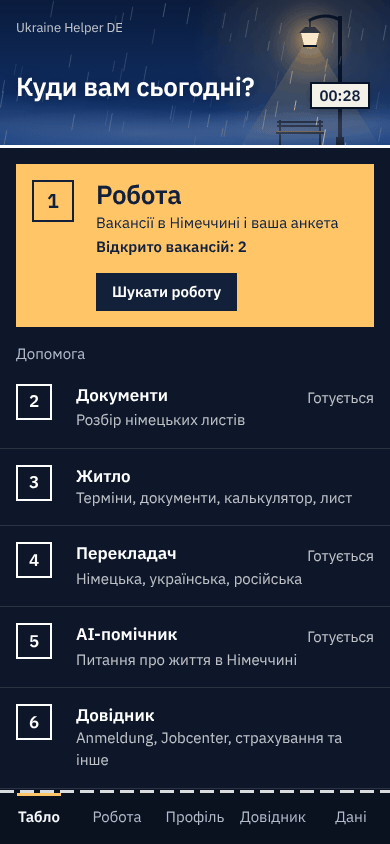 Ukraine Helper DE
Куди вам сьогодні?
00:28
1
Робота
Вакансії в Німеччині і ваша анкета
Відкрито вакансій: 2
Шукати роботу
Допомога
2
Документи
Готується
Розбір німецьких листів
3
Житло
Терміни, документи, калькулятор, лист
4
Перекладач
Готується
Німецька, українська, російська
5
AI-помічник
Готується
Питання про життя в Німеччині
6
Довідник
Anmeldung, Jobcenter, страхування та
інше
Табло
Робота
Профіль
Довідник
Дані